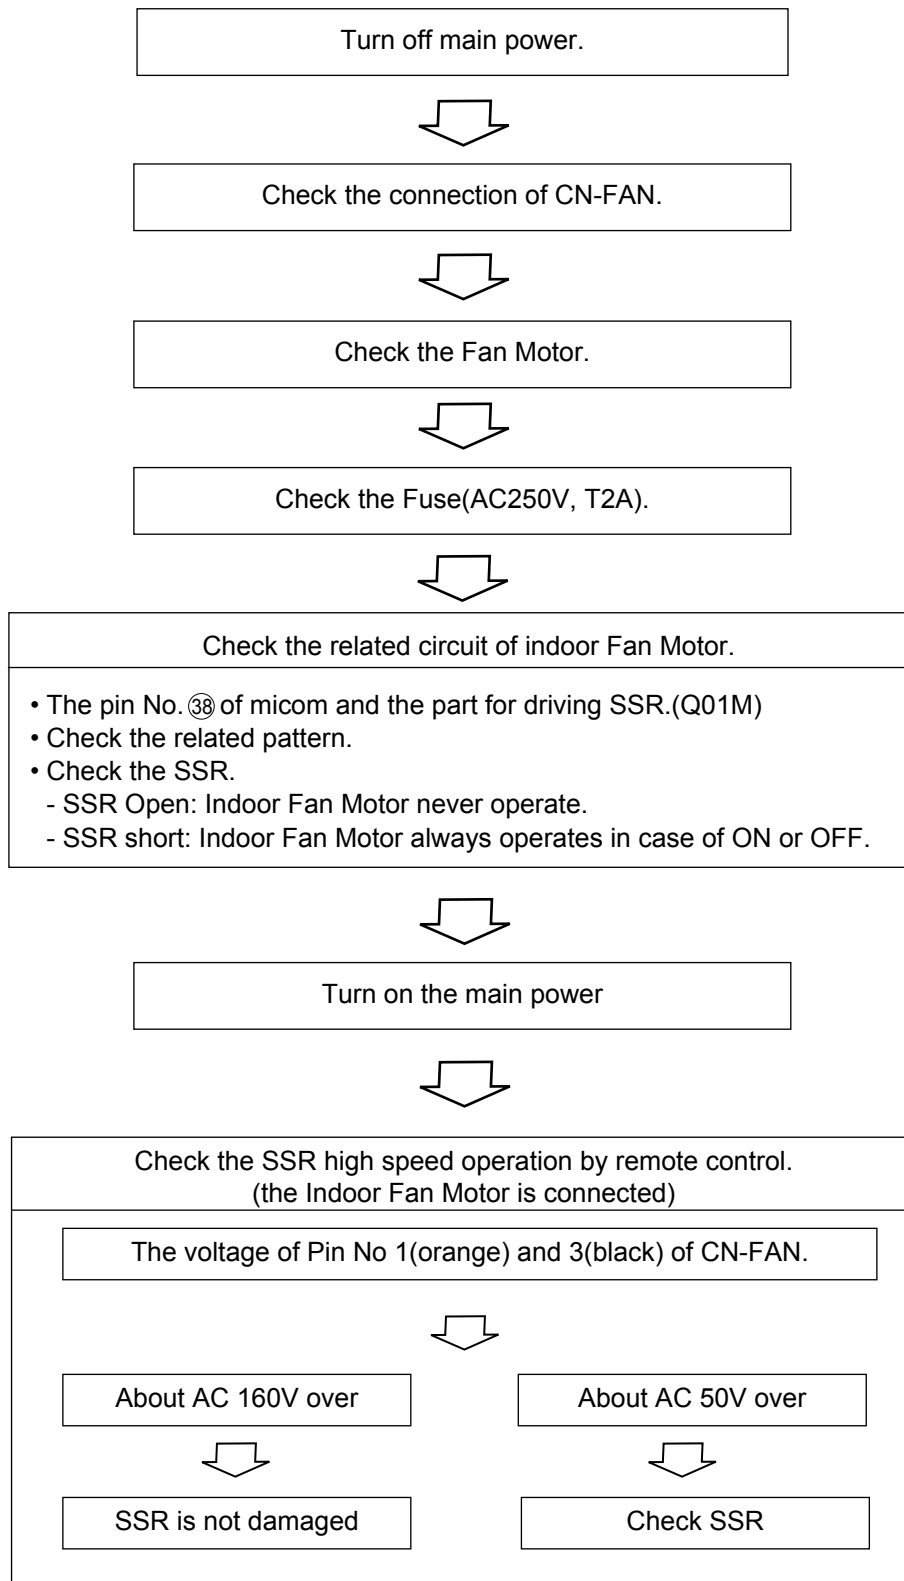 Turn off main power.
Check the connection of CN-FAN.
Check the Fan Motor.
Check the Fuse(AC250V, T2A).
Check the related circuit of indoor Fan Motor.
• The pin No. ㊳ of micom and the part for driving SSR.(Q01M)
• Check the related pattern.
• Check the SSR.
- SSR Open: Indoor Fan Motor never operate.
- SSR short: Indoor Fan Motor always operates in case of ON or OFF.
Turn on the main power
Check the SSR high speed operation by remote control.
(the Indoor Fan Motor is connected)
The voltage of Pin No 1(orange) and 3(black) of CN-FAN.
About AC 160V over
About AC 50V over
SSR is not damaged
Check SSR